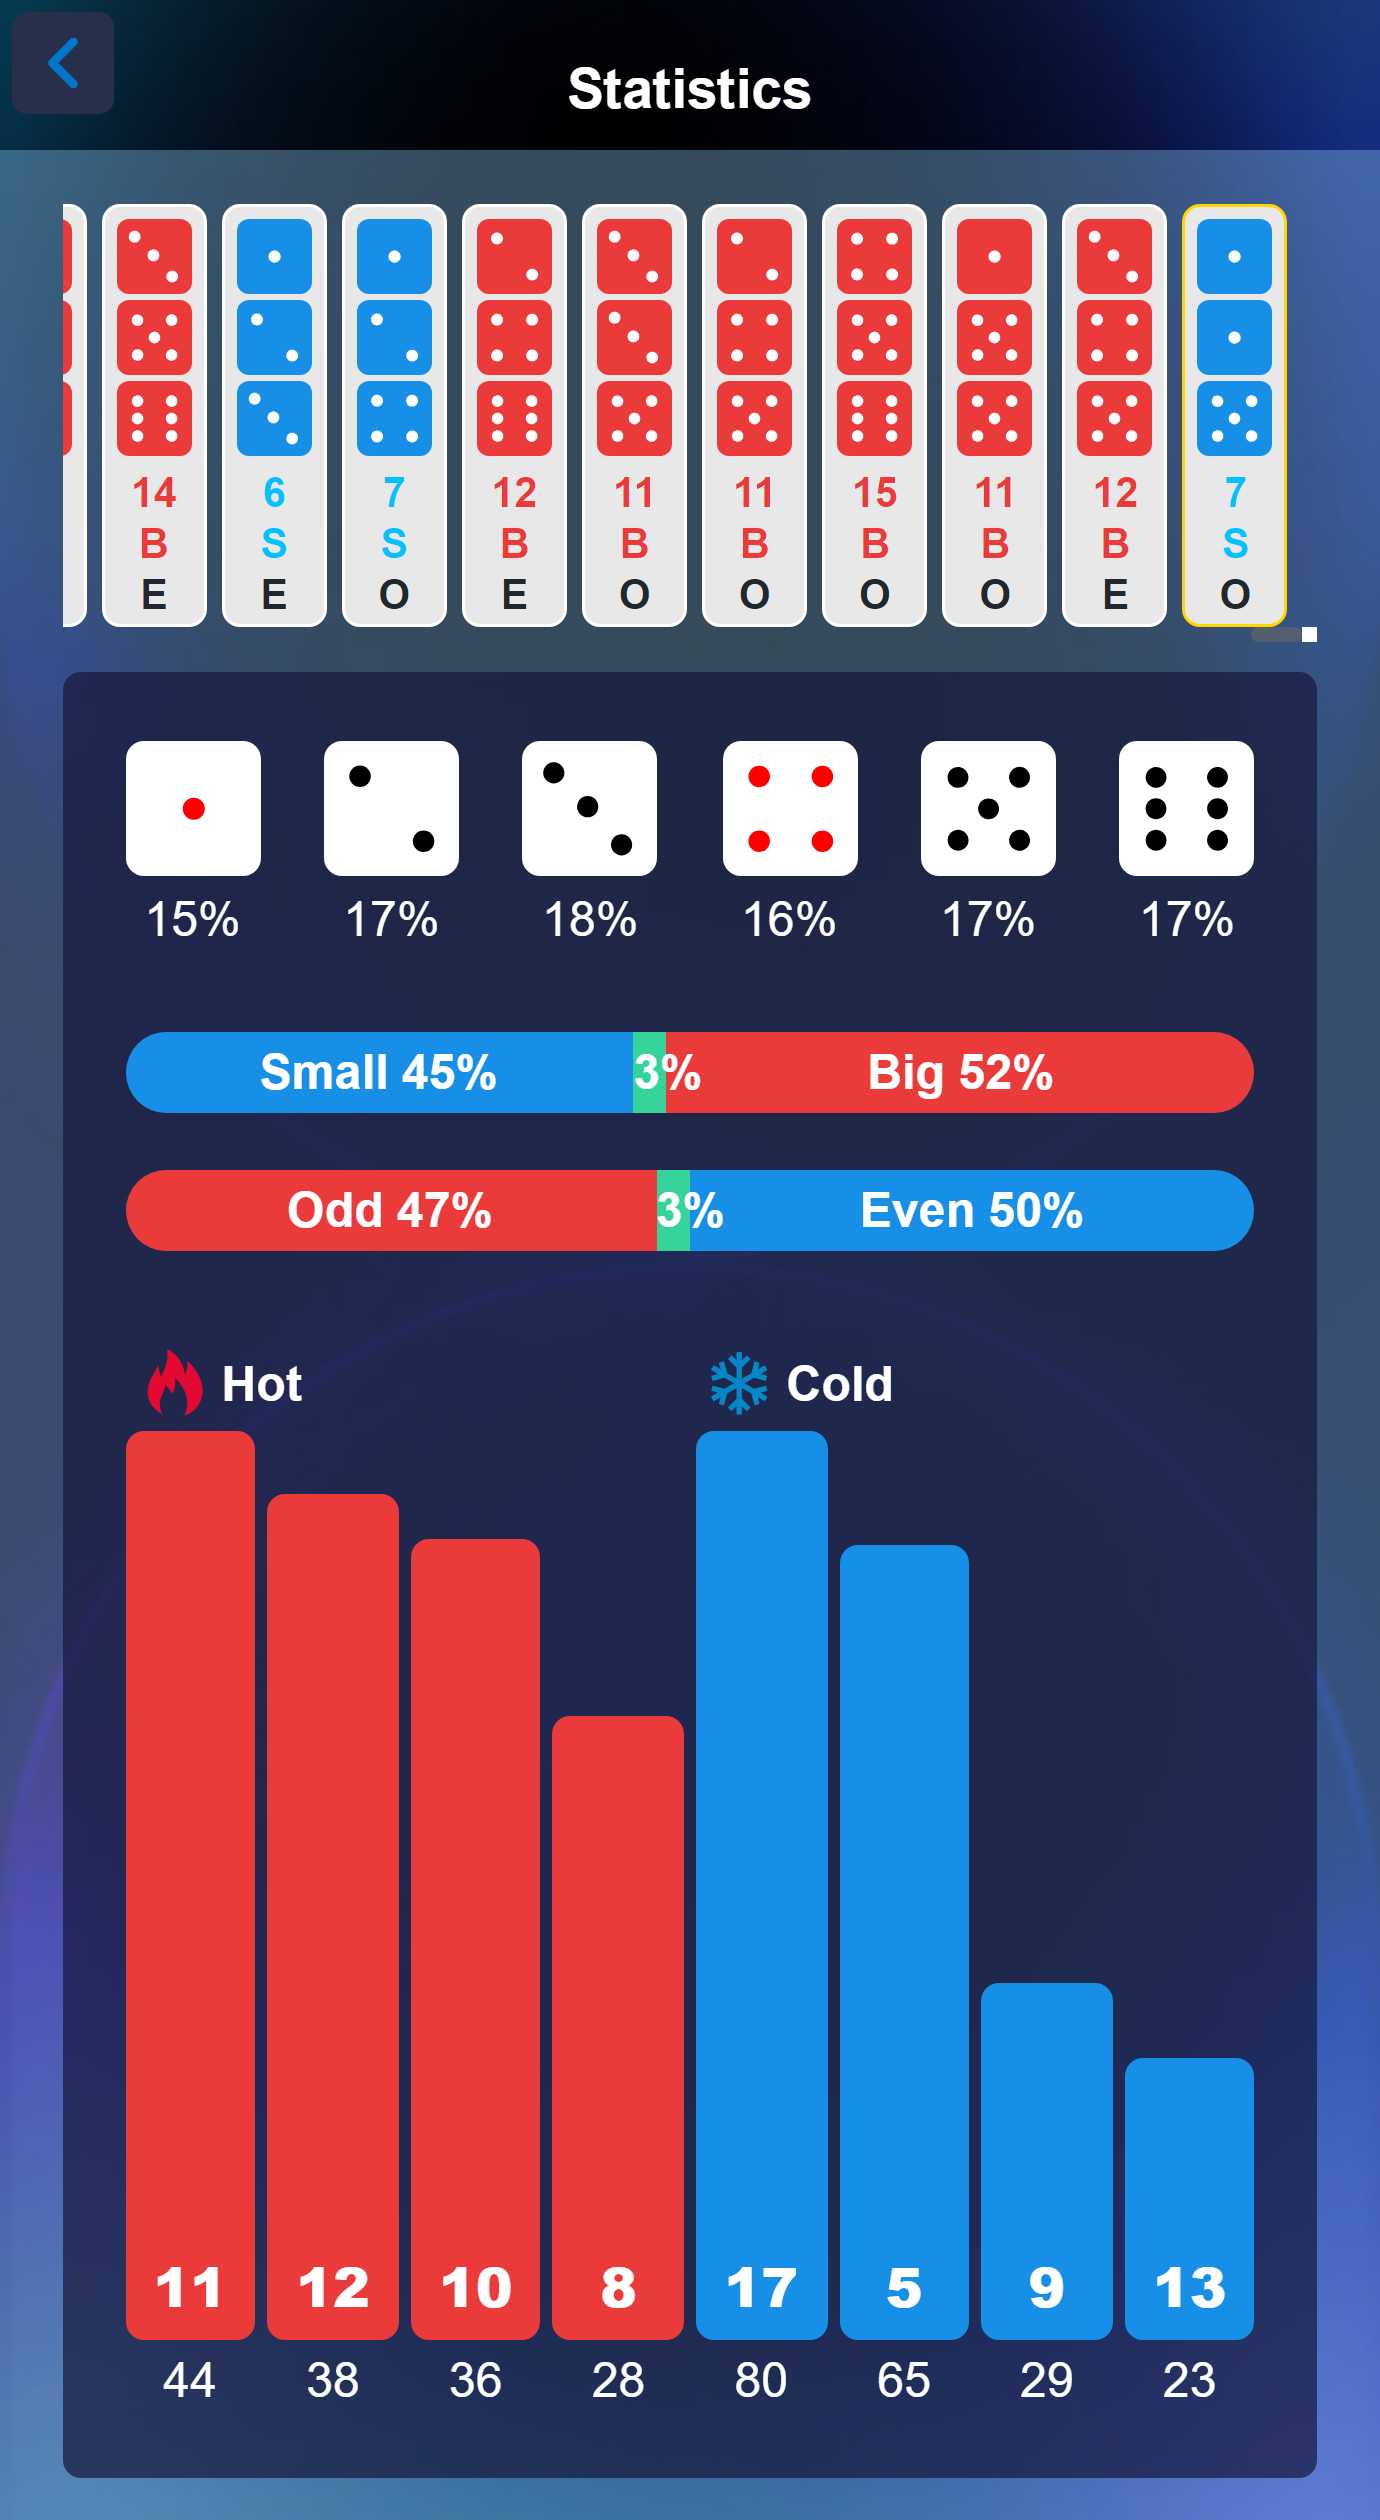 Statistics
14 6 7 12 11 11 15 11 12 7
B S S B B B B B B S
E E O E O O O O E O
15% 17% 18% 16% 17% 17%
Small 45% 3% Big 52%
Odd 47% 3% Even 50%
Hot Cold
11 12 10 8 17 5 9 13
44 38 36 28 80 65 29 23